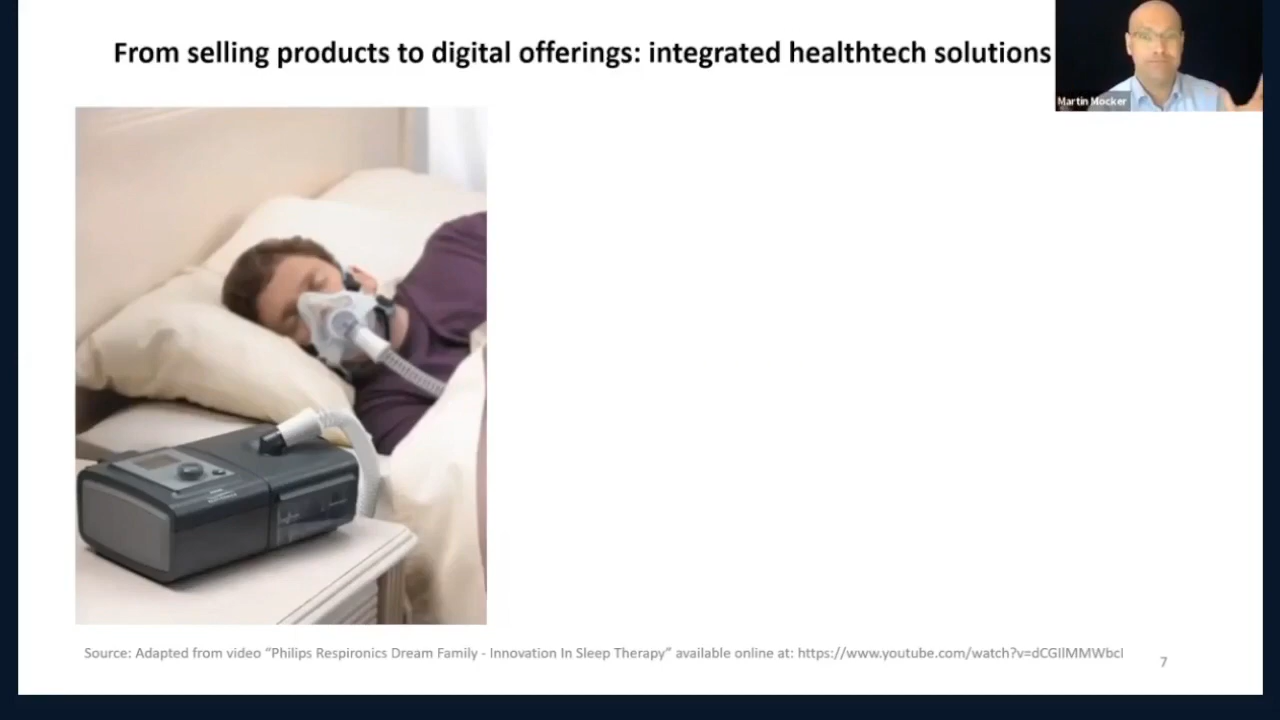 From selling products to digital offerings: integrated healthtech solutions
Martin Mocker
Source: Adapted from video “Philips Respironics Dream Family - Innovation In Sleep Therapy” available online at: https://www.youtube.com/watch?v=dCGIlMMWbcI
7